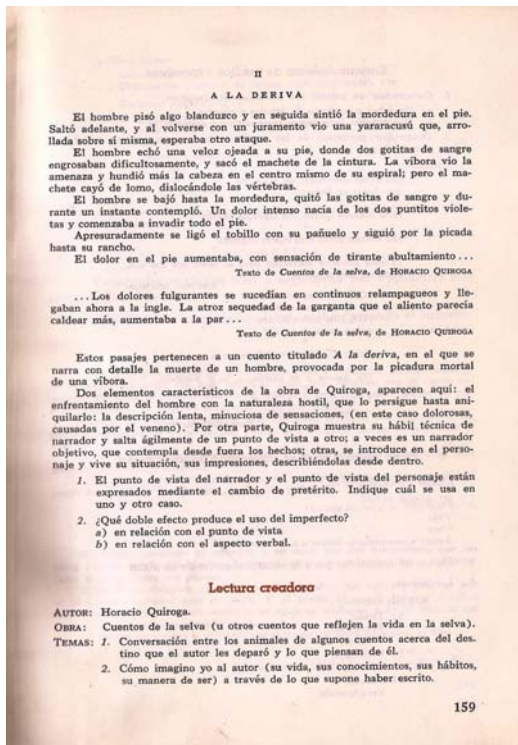 II
A LA DERIVA
El hombre pisó algo blanduzco y en seguida sintió la mordedura en el pie.
Saltó adelante, y al volverse con un juramento vio una yararacusú que, arro-
llada sobre sí misma, esperaba otro ataque.
El hombre echó una veloz ojeada a su pie, donde dos gotitas de sangre
engrosaban dificultosamente, y sacó el machete de la cintura. La víbora vio la
amenaza y hundió más la cabeza en el centro mismo de su espiral; pero el ma-
chete cayó de lomo, dislocándole las vértebras.
El hombre se bajó hasta la mordedura, quitó las gotitas de sangre y du-
rante un instante contempló. Un dolor intenso nacía de los dos puntitos viole-
tas y comenzaba a invadir todo el pie.
Apresuradamente se ligó el tobillo con su pañuelo y siguió por la picada
hasta su rancho.
El dolor en el pie aumentaba, con sensación de tirante abultamiento...
Texto de Cuentos de la selva, de HORACIO QUIROGA
...Los dolores fulgurantes se sucedían en continuos relampagueos y lle-
gaban ahora a la ingle. La atroz sequedad de la garganta que el aliento parecía
caldear más, aumentaba a la par...
Texto de Cuentos de la selva, de HORACIO QUIROGA
Estos pasajes pertenecen a un cuento titulado A la deriva, en el que se
narra con detalle la muerte de un hombre, provocada por la picadura mortal
de una víbora.
Dos elementos característicos de la obra de Quiroga, aparecen aquí: el
enfrentamiento del hombre con la naturaleza hostil, que lo persigue hasta ani-
quilarlo: la descripción lenta, minuciosa de sensaciones, (en este caso dolorosas,
causadas por el veneno). Por otra parte, Quiroga muestra su hábil técnica de
narrador y salta ágilmente de un punto de vista a otro; a veces es un narrador
objetivo, que contempla desde fuera los hechos; otras, se introduce en el perso-
naje y vive su situación, sus impresiones, describiéndolas desde dentro.
1. El punto de vista del narrador y el punto de vista del personaje están
expresados mediante el cambio de pretérito. Indique cuál se usa en
uno y otro caso.
2. ¿Qué doble efecto produce el uso del imperfecto?
a) en relación con el punto de vista
b) en relación con el aspecto verbal.
Lectura creadora
AUTOR: Horacio Quiroga.
OBRA: Cuentos de la selva (u otros cuentos que reflejen la vida en la selva).
TEMAS: 1. Conversación entre los animales de algunos cuentos acerca del des-
tino que el autor les deparó y lo que piensan de él.
2. Cómo imagino yo al autor (su vida, sus conocimientos, sus hábitos,
su manera de ser) a través de lo que supone haber escrito.
159